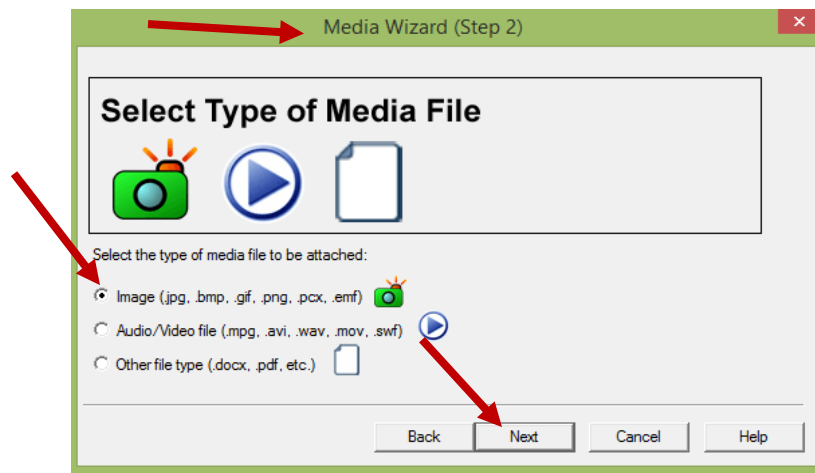 Media Wizard (Step 2)
Select Type of Media File
Select the type of media file to be attached:
Image (.jpg, .bmp, .gif, .png, .pcx, .emf)
Audio/Video file (.mpg, .avi, .wav, .mov, .swf)
Other file type (.docx, .pdf, etc.)
Back Next Cancel Help